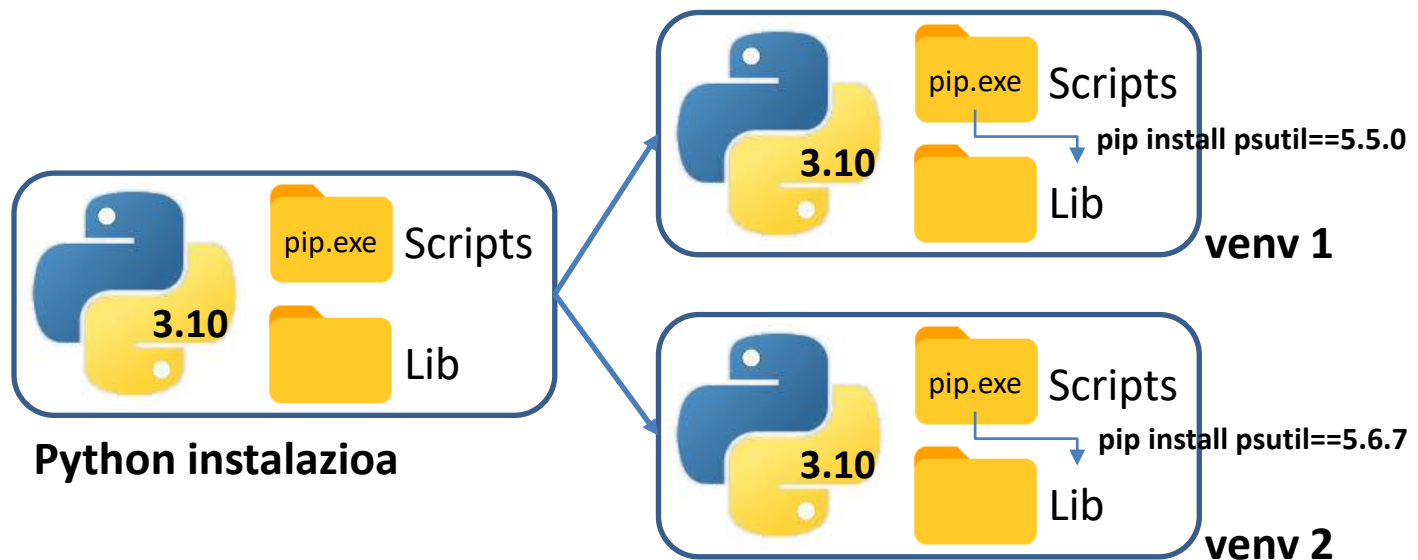 3.10
pip.exe
Scripts
Lib
Python instalazioa
3.10
pip.exe
Scripts
pip install psutil==5.5.0
Lib
venv 1
3.10
pip.exe
Scripts
pip install psutil==5.6.7
Lib
venv 2